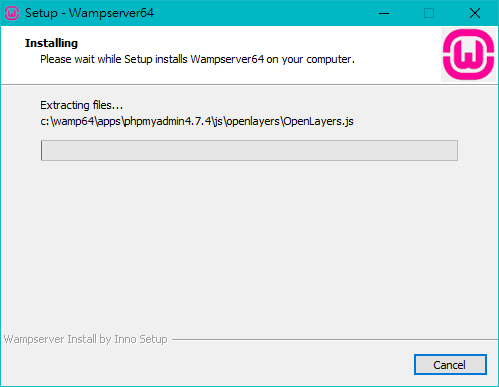 Setup - Wampserver64
Installing
Please wait while Setup installs Wampserver64 on your computer.
Extracting files...
c:\wamp64\apps\phpmyadmin4.7.4\js\openlayers\OpenLayers.js
Wampserver Install by Inno Setup
Cancel